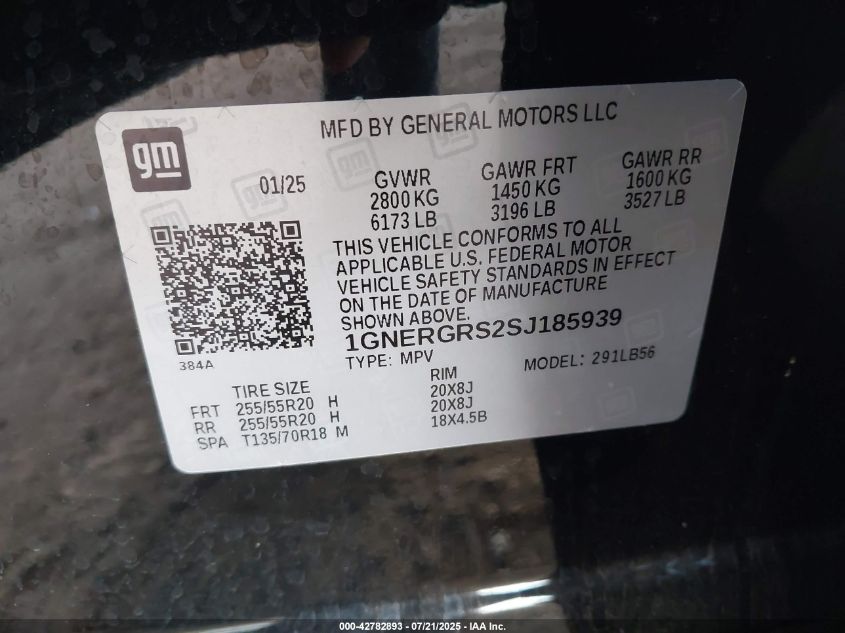 gm
MFD BY GENERAL MOTORS LLC
01/25
GVWR GAWR FRT GAWR RR
2800 KG 1450 KG 1600 KG
6173 LB 3196 LB 3527 LB
THIS VEHICLE CONFORMS TO ALL
APPLICABLE U.S. FEDERAL MOTOR
VEHICLE SAFETY STANDARDS IN EFFECT
ON THE DATE OF MANUFACTURE
SHOWN ABOVE.
1GNERGRS2SJ185939
384A
TYPE: MPV MODEL: 291LB56
TIRE SIZE RIM
FRT 255/55R20 H 20X8J
RR 255/55R20 H 20X8J
SPA T135/70R18 M 18X4.5B
000-42782893 / 07/21/2025 - IAA Inc.